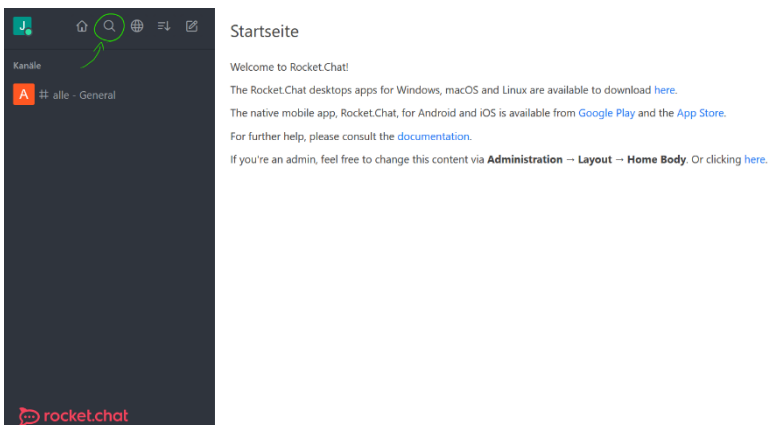 J
Kanäle
A # alle - General
rocket.chat
Startseite
Welcome to Rocket.Chat!
The Rocket.Chat desktops apps for Windows, macOS and Linux are available to download here.
The native mobile app, Rocket.Chat, for Android and iOS is available from Google Play and the App Store.
For further help, please consult the documentation.
If you're an admin, feel free to change this content via Administration → Layout → Home Body. Or clicking here.